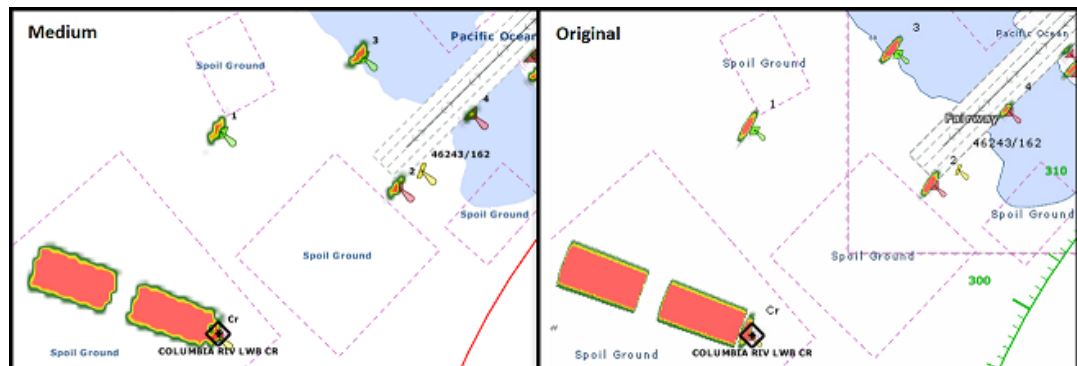 Medium
3
Pacific Ocean
Spoil Ground
4
1
46243/162
2
Spoil Ground
Spoil Ground
Cr
COLUMBIA RIV LWB CR
Spoil Ground
Original
3
Pacific Ocean
Spoil Ground
4
1
Fairway
46243/162
2
310
Spoil Ground
Spoil Ground
300
Cr
COLUMBIA RIV LWB CR
Spoil Ground